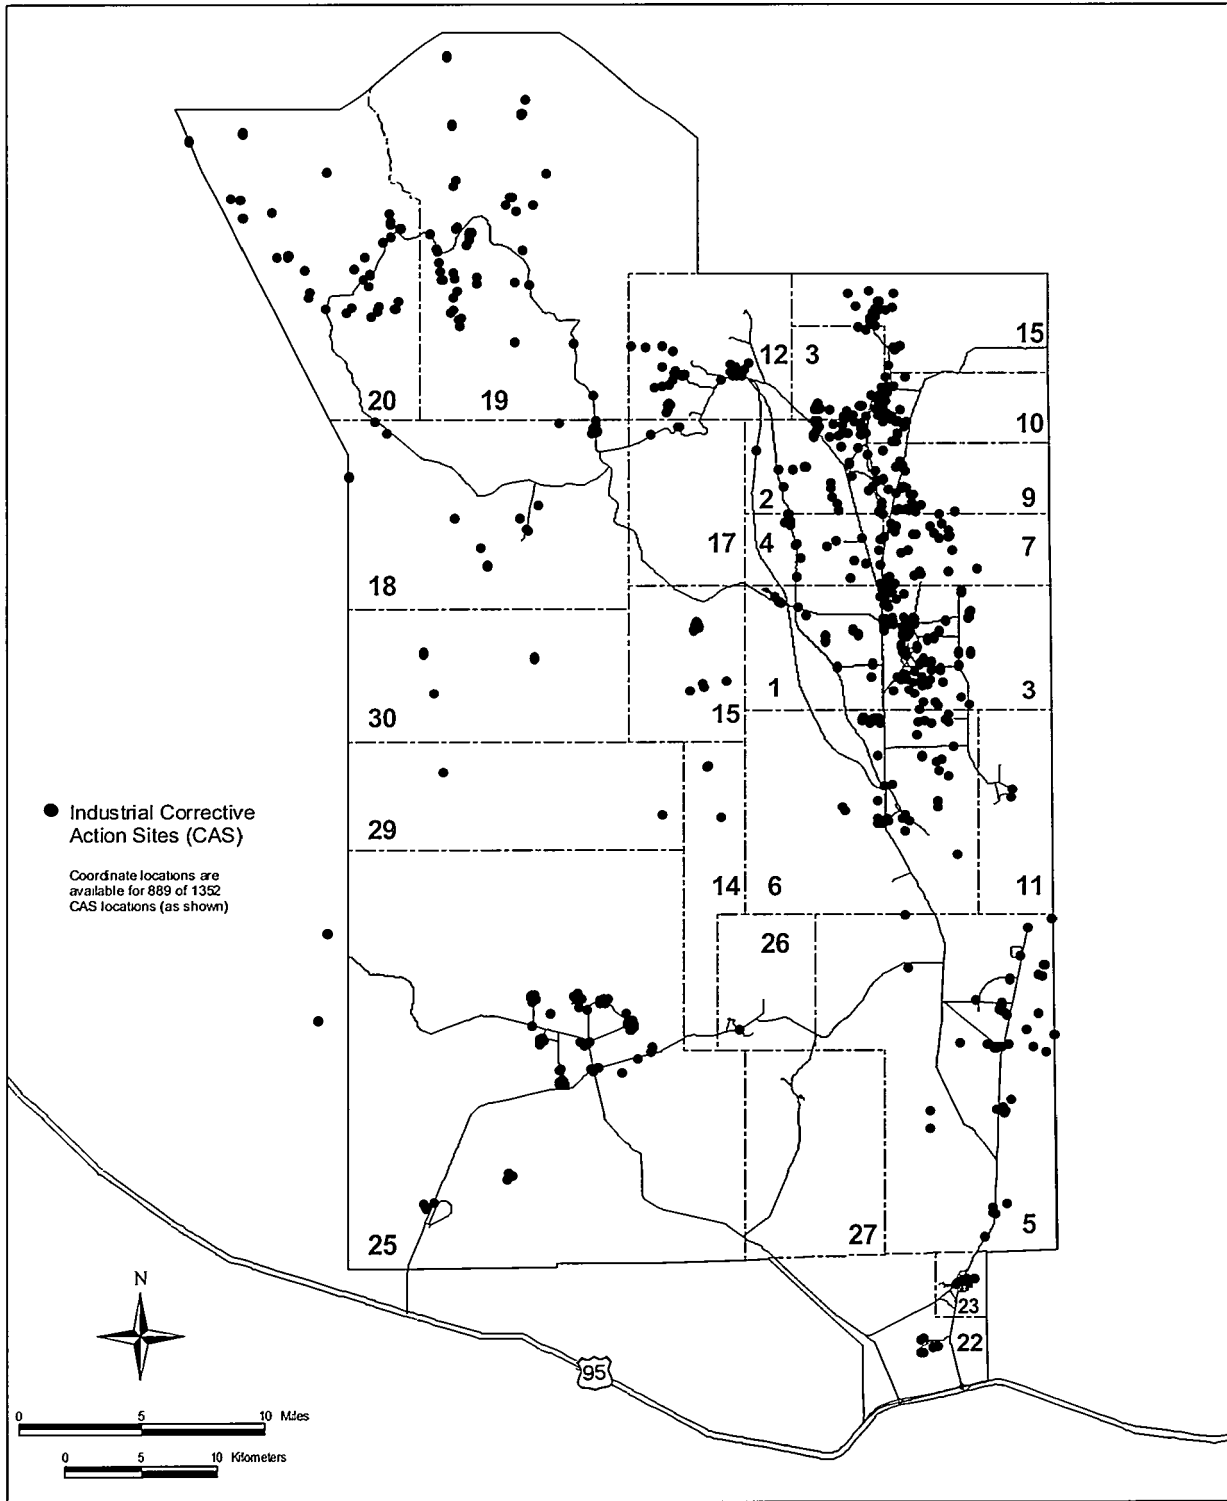 15
12 3
20 19
10
2
9
17 4
7
18
1
3
15
30
Industrial Corrective
Action Sites (CAS)
29
Coordinate locations are
available for 889 of 1352
CAS locations (as shown)
14 6
11
26
5
25
27
N
23
22
95
0 5 10 Miles
0 5 10 Kilometers